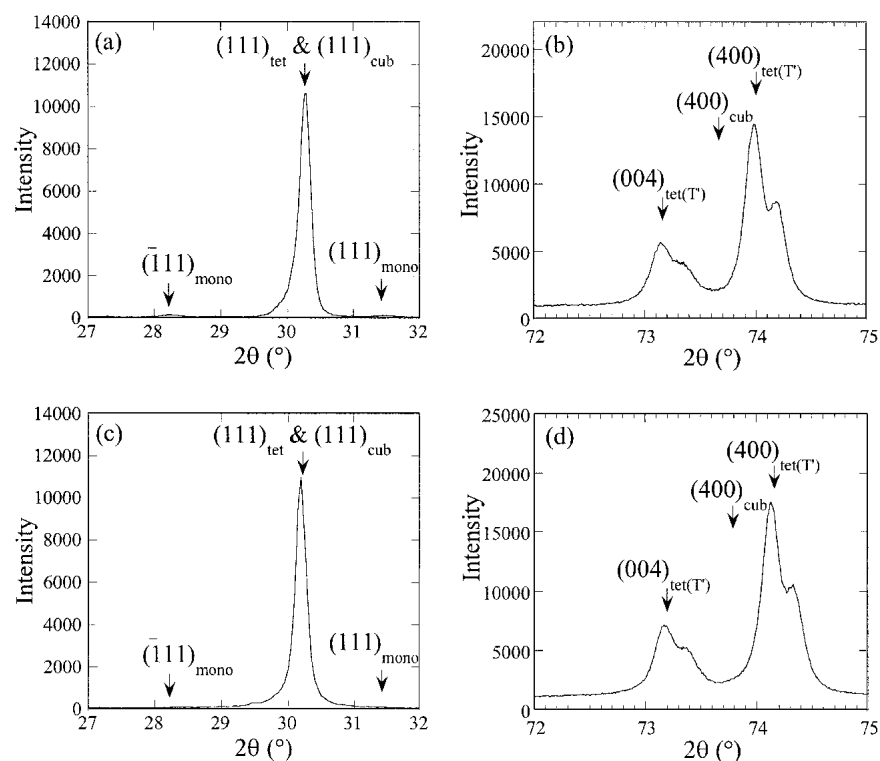 (a)
(111)tet & (111)cub
(1̄11)mono
(111)mono
14000
12000
10000
8000
6000
4000
2000
0
27 28 29 30 31 32
Intensity
2θ (°)
(b)
(400)tet(T')
(400)cub
(004)tet(T')
20000
15000
10000
5000
0
72 73 74 75
Intensity
2θ (°)
(c)
(111)tet & (111)cub
(1̄11)mono
(111)mono
14000
12000
10000
8000
6000
4000
2000
0
27 28 29 30 31 32
Intensity
2θ (°)
(d)
(400)tet(T')
(400)cub
(004)tet(T')
25000
20000
15000
10000
5000
0
72 73 74 75
Intensity
2θ (°)